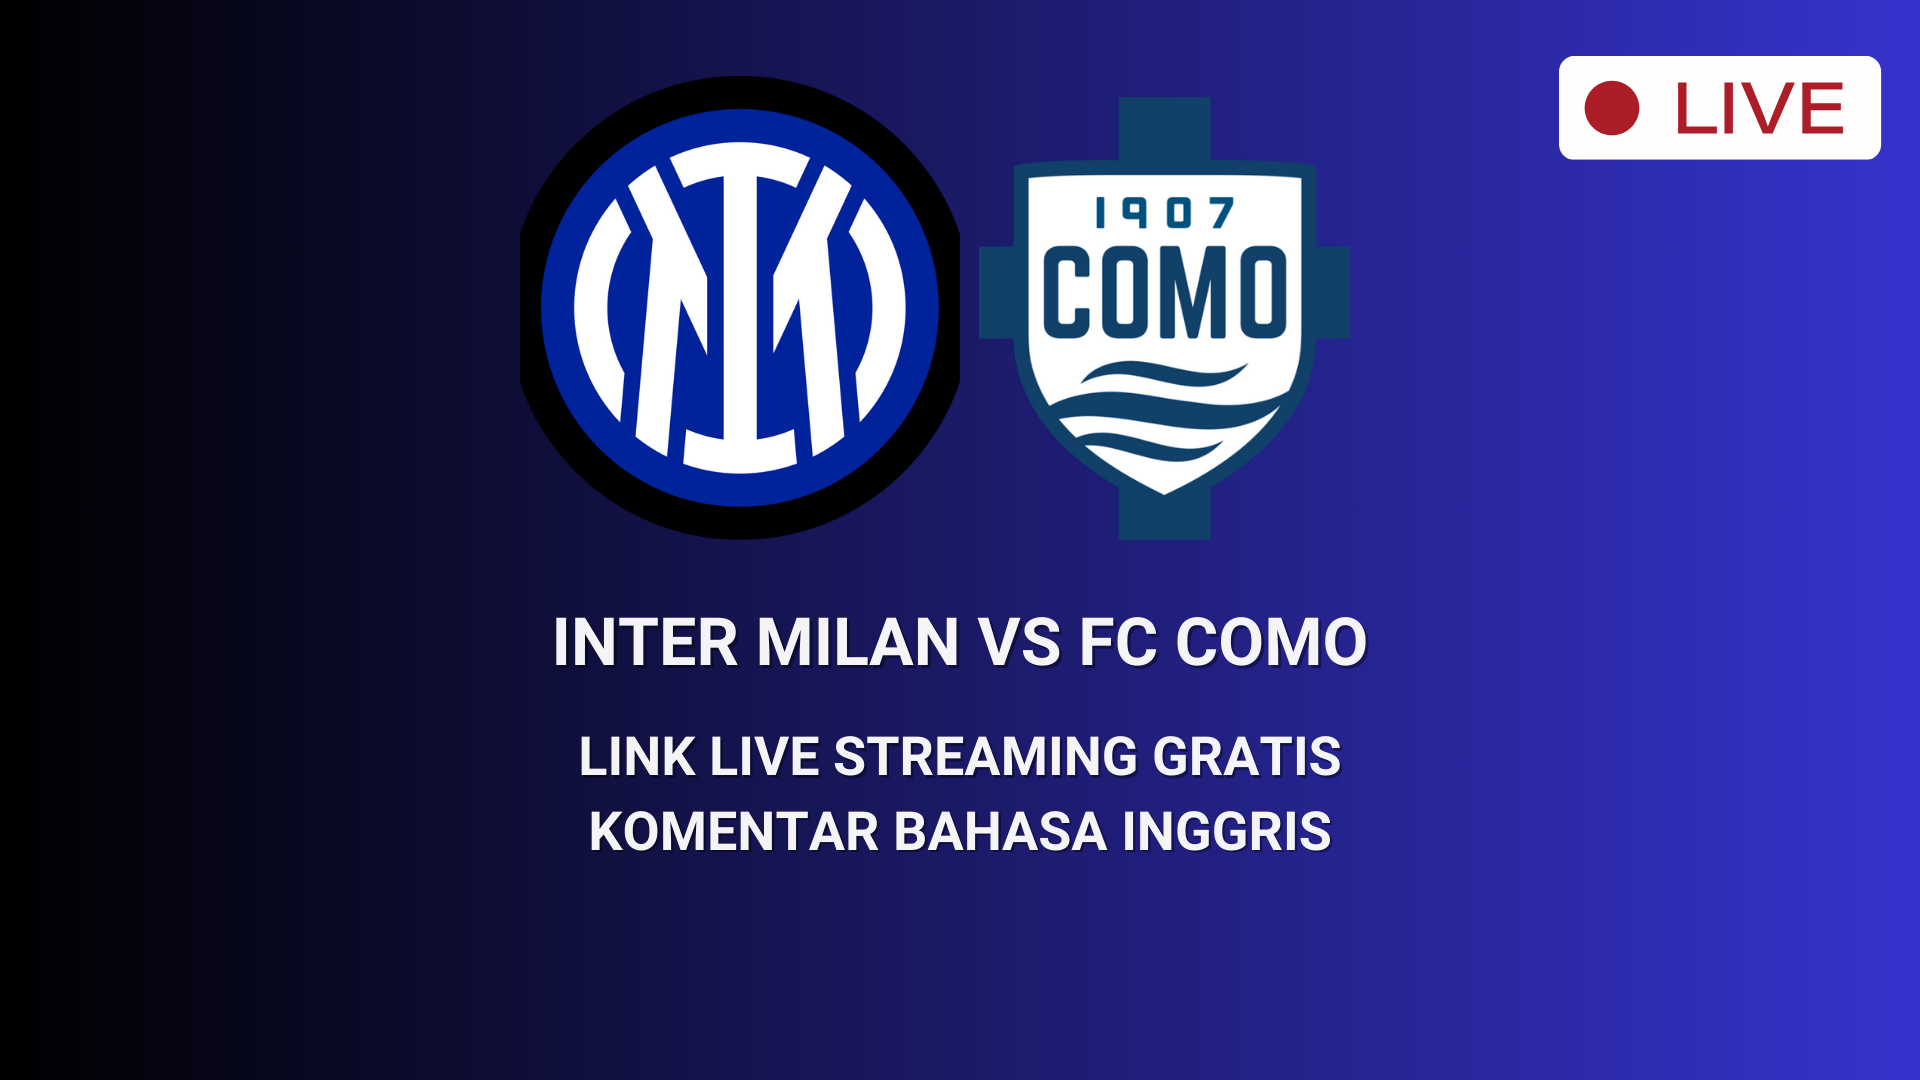 LIVE
1907
COMO
INTER MILAN VS FC COMO
LINK LIVE STREAMING GRATIS
KOMENTAR BAHASA INGGRIS